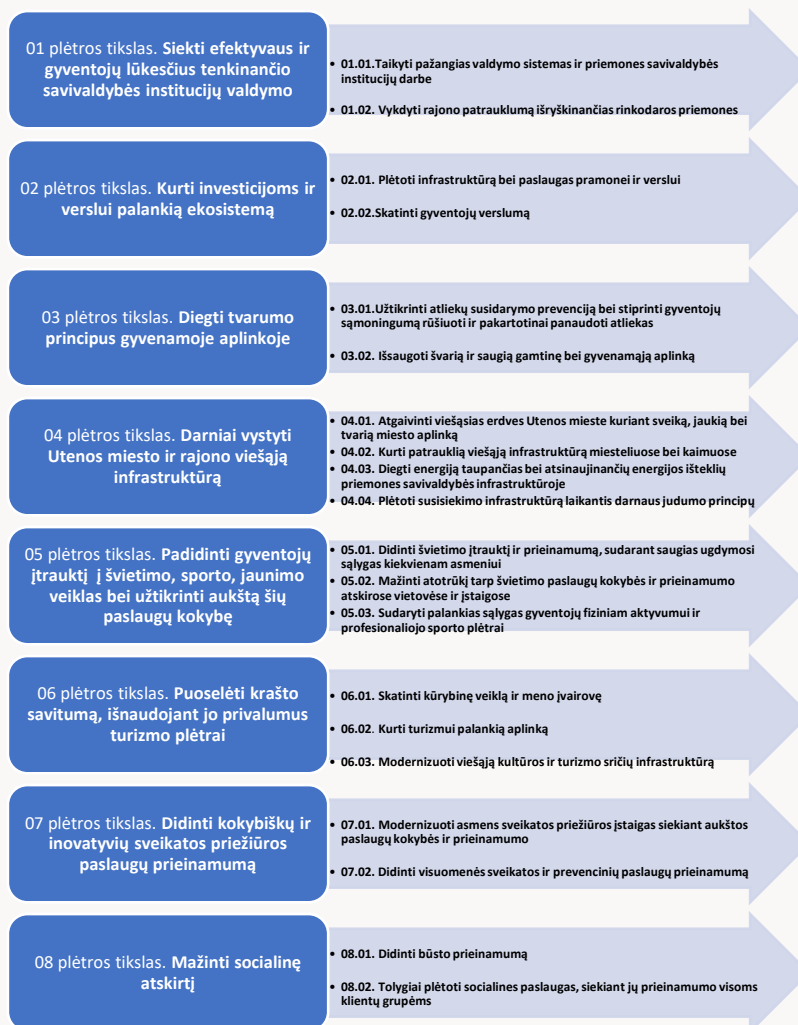 01 plėtros tikslas. Siekti efektyvaus ir
gyventojų lūkesčius tenkinančio
savivaldybės institucijų valdymo
• 01.01.Taikyti pažangias valdymo sistemas ir priemones savivaldybės
institucijų darbe
• 01.02. Vykdyti rajono patrauklumą išryškinančias rinkodaros priemones
02 plėtros tikslas. Kurti investicijoms ir
verslui palankią ekosistemą
• 02.01. Plėtoti infrastruktūrą bei paslaugas pramonei ir verslui
• 02.02.Skatinti gyventojų verslumą
03 plėtros tikslas. Diegti tvarumo
principus gyvenamoje aplinkoje
• 03.01.Užtikrinti atliekų susidarymo prevenciją bei stiprinti gyventojų
sąmoningumą rūšiuoti ir pakartotinai panaudoti atliekas
• 03.02. Išsaugoti švarią ir saugią gamtinę bei gyvenamąją aplinką
04 plėtros tikslas. Darniai vystyti
Utenos miesto ir rajono viešąją
infrastruktūrą
• 04.01. Atgaivinti viešąsias erdves Utenos mieste kuriant sveiką, jaukią bei
tvarią miesto aplinką
• 04.02. Kurti patrauklią viešąją infrastruktūrą miesteliuose bei kaimuose
• 04.03. Diegti energiją taupančias bei atsinaujinančių energijos išteklių
priemones savivaldybės infrastruktūroje
• 04.04. Plėtoti susisiekimo infrastruktūrą laikantis darnaus judumo principų
05 plėtros tikslas. Padidinti gyventojų
įtrauktį į švietimo, sporto, jaunimo
veiklas bei užtikrinti aukštą šių
paslaugų kokybę
• 05.01. Didinti švietimo įtrauktį ir prieinamumą, sudarant saugias ugdymosi
sąlygas kiekvienam asmeniui
• 05.02. Mažinti atotrūkį tarp švietimo paslaugų kokybės ir prieinamumo
atskirose vietovėse ir įstaigose
• 05.03. Sudaryti palankias sąlygas gyventojų fiziniam aktyvumui ir
profesionaliojo sporto plėtrai
06 plėtros tikslas. Puoselėti krašto
savitumą, išnaudojant jo privalumus
turizmo plėtrai
• 06.01. Skatinti kūrybinę veiklą ir meno įvairovę
• 06.02. Kurti turizmui palankią aplinką
• 06.03. Modernizuoti viešąją kultūros ir turizmo sričių infrastruktūrą
07 plėtros tikslas. Didinti kokybiškų ir
inovatyvių sveikatos priežiūros
paslaugų prieinamumą
• 07.01. Modernizuoti asmens sveikatos priežiūros įstaigas siekiant aukštos
paslaugų kokybės ir prieinamumo
• 07.02. Didinti visuomenės sveikatos ir prevencinių paslaugų prieinamumą
08 plėtros tikslas. Mažinti socialinę
atskirtį
• 08.01. Didinti būsto prieinamumą
• 08.02. Tolygiai plėtoti socialines paslaugas, siekiant jų prieinamumo visoms
klientų grupėms